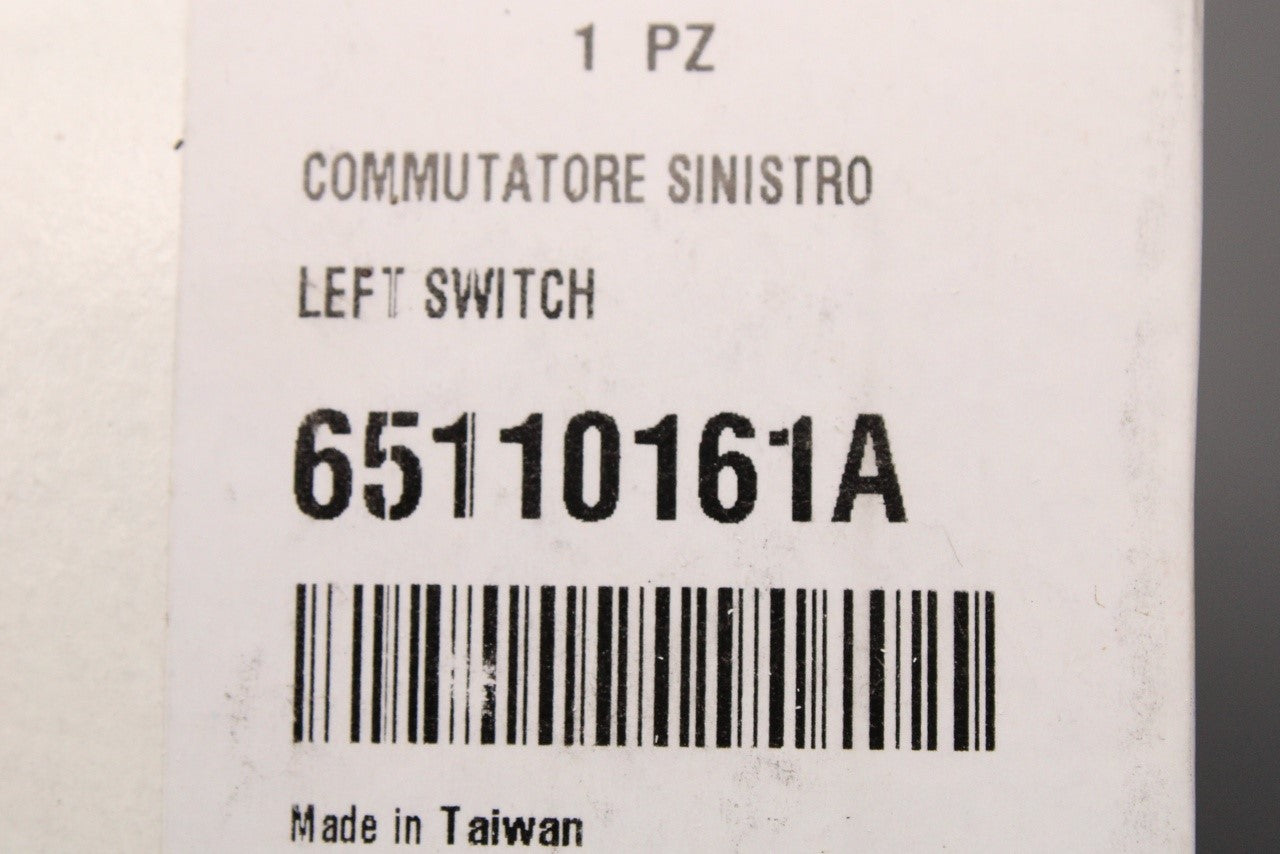 1 PZ
COMMUTATORE SINISTRO
LEFT SWITCH
65110161A
Made in Taiwan